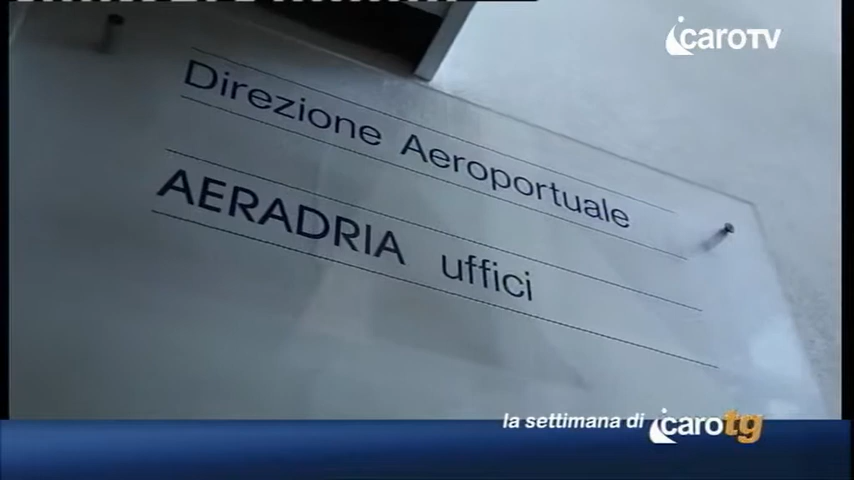 icaroTV
Direzione Aeroportuale
AERADRIA uffici
la settimana di icarotg